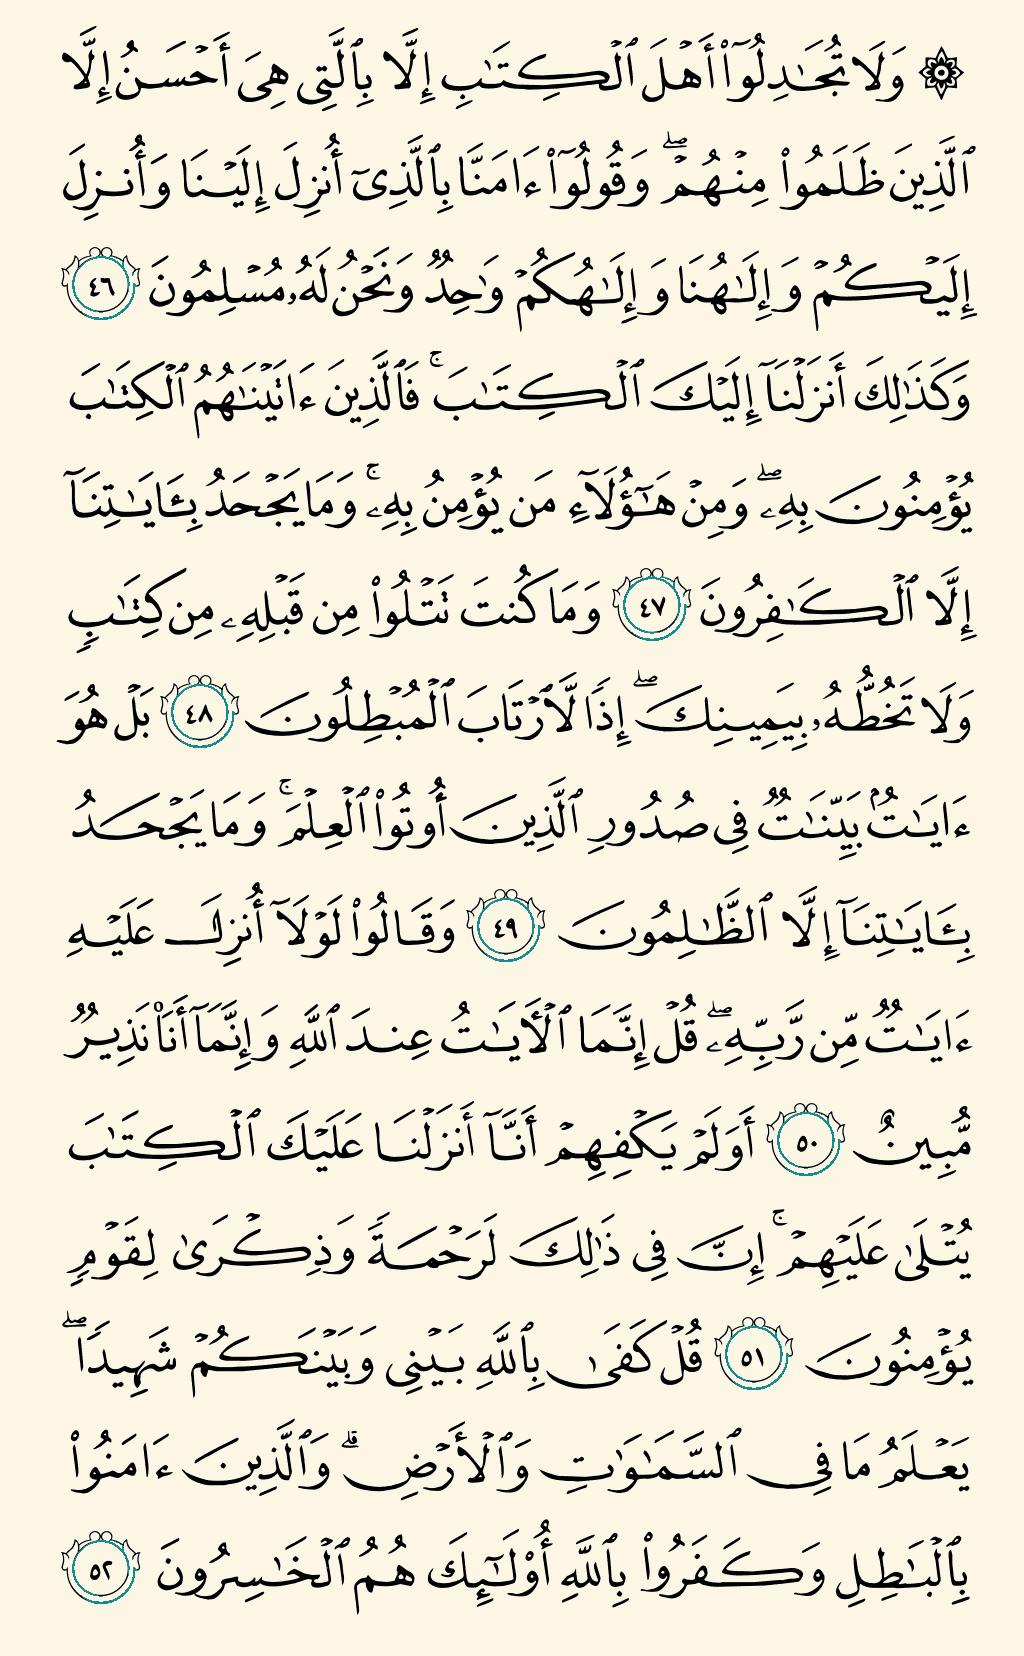 ۞ وَلَا تُجَٰدِلُوٓا۟ أَهْلَ ٱلْكِتَٰبِ إِلَّا بِٱلَّتِى هِىَ أَحْسَنُ إِلَّا
ٱلَّذِينَ ظَلَمُوا۟ مِنْهُمْ ۖ وَقُولُوٓا۟ ءَامَنَّا بِٱلَّذِىٓ أُنزِلَ إِلَيْنَا وَأُنزِلَ
إِلَيْكُمْ وَإِلَٰهُنَا وَإِلَٰهُكُمْ وَٰحِدٌ وَنَحْنُ لَهُۥ مُسْلِمُونَ ٤٦
وَكَذَٰلِكَ أَنزَلْنَآ إِلَيْكَ ٱلْكِتَٰبَ ۚ فَٱلَّذِينَ ءَاتَيْنَٰهُمُ ٱلْكِتَٰبَ
يُؤْمِنُونَ بِهِۦ ۖ وَمِنْ هَٰٓؤُلَآءِ مَن يُؤْمِنُ بِهِۦ ۚ وَمَا يَجْحَدُ بِـَٔايَٰتِنَآ
إِلَّا ٱلْكَٰفِرُونَ ٤٧ وَمَا كُنتَ تَتْلُوا۟ مِن قَبْلِهِۦ مِن كِتَٰبٍ
وَلَا تَخُطُّهُۥ بِيَمِينِكَ ۖ إِذًا لَّٱرْتَابَ ٱلْمُبْطِلُونَ ٤٨ بَلْ هُوَ
ءَايَٰتٌۢ بَيِّنَٰتٌ فِى صُدُورِ ٱلَّذِينَ أُوتُوا۟ ٱلْعِلْمَ ۚ وَمَا يَجْحَدُ
بِـَٔايَٰتِنَآ إِلَّا ٱلظَّٰلِمُونَ ٤٩ وَقَالُوا۟ لَوْلَآ أُنزِلَ عَلَيْهِ
ءَايَٰتٌ مِّن رَّبِّهِۦ ۖ قُلْ إِنَّمَا ٱلْـَٔايَٰتُ عِندَ ٱللَّهِ وَإِنَّمَآ أَنَا۠ نَذِيرٌ
مُّبِينٌ ٥٠ أَوَلَمْ يَكْفِهِمْ أَنَّآ أَنزَلْنَا عَلَيْكَ ٱلْكِتَٰبَ
يُتْلَىٰ عَلَيْهِمْ ۚ إِنَّ فِى ذَٰلِكَ لَرَحْمَةً وَذِكْرَىٰ لِقَوْمٍ
يُؤْمِنُونَ ٥١ قُلْ كَفَىٰ بِٱللَّهِ بَيْنِى وَبَيْنَكُمْ شَهِيدًا ۖ
يَعْلَمُ مَا فِى ٱلسَّمَٰوَٰتِ وَٱلْأَرْضِ ۗ وَٱلَّذِينَ ءَامَنُوا۟
بِٱلْبَٰطِلِ وَكَفَرُوا۟ بِٱللَّهِ أُو۟لَٰٓئِكَ هُمُ ٱلْخَٰسِرُونَ ٥٢